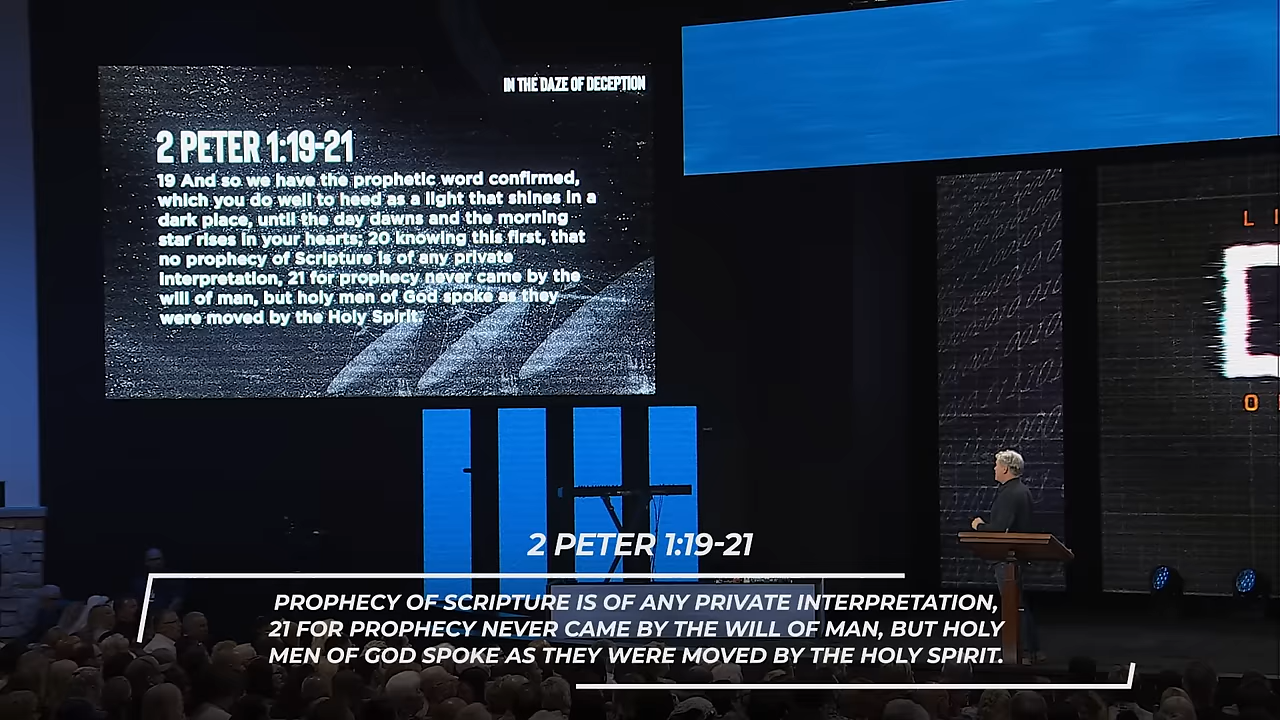 IN THE DAZE OF DECEPTION
2 PETER 1:19-21
19 And so we have the prophetic word confirmed,
which you do well to heed as a light that shines in a
dark place, until the day dawns and the morning
star rises in your hearts; 20 knowing this first, that
no prophecy of Scripture is of any private
interpretation, 21 for prophecy never came by the
will of man, but holy men of God spoke as they
were moved by the Holy Spirit.
2 PETER 1:19-21
PROPHECY OF SCRIPTURE IS OF ANY PRIVATE INTERPRETATION,
21 FOR PROPHECY NEVER CAME BY THE WILL OF MAN, BUT HOLY
MEN OF GOD SPOKE AS THEY WERE MOVED BY THE HOLY SPIRIT.